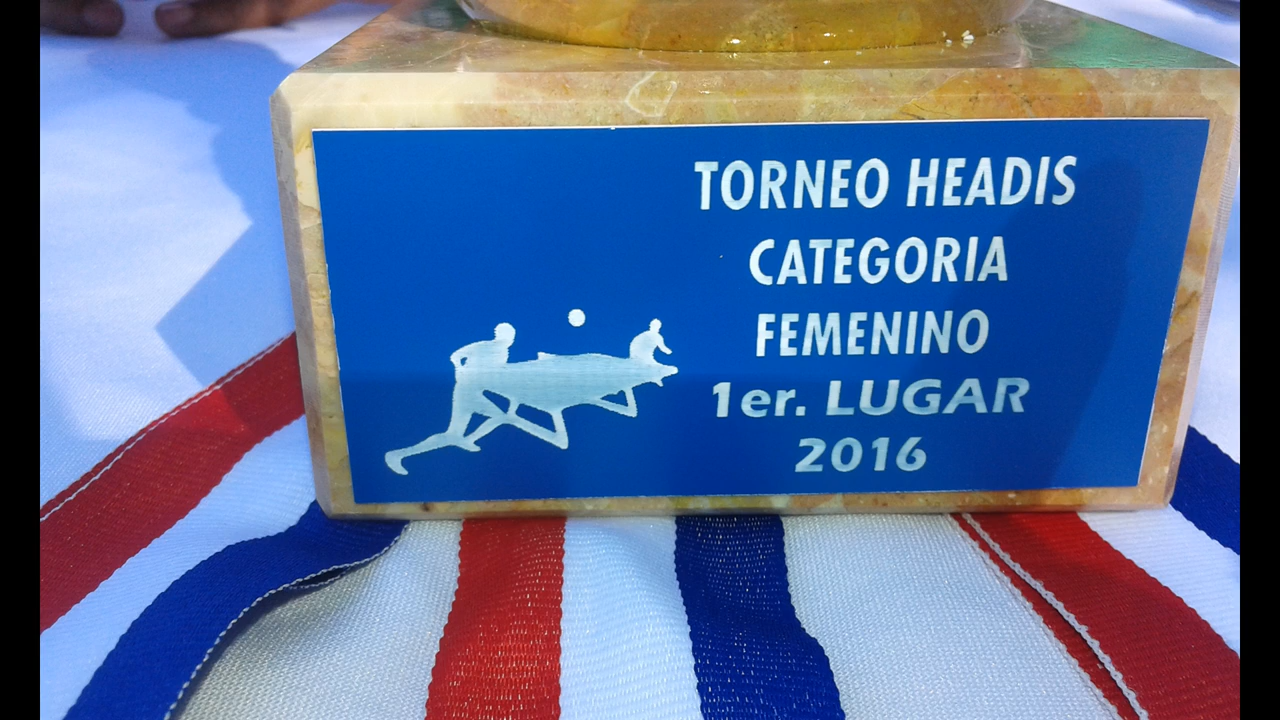 TORNEO HEADIS
CATEGORIA
FEMENINO
1er. LUGAR
2016